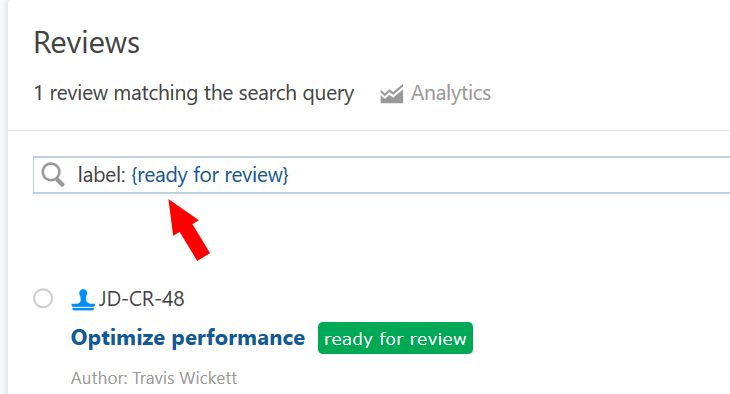 Reviews
1 review matching the search query Analytics
label: {ready for review}
JD-CR-48
Optimize performance ready for review
Author: Travis Wickett